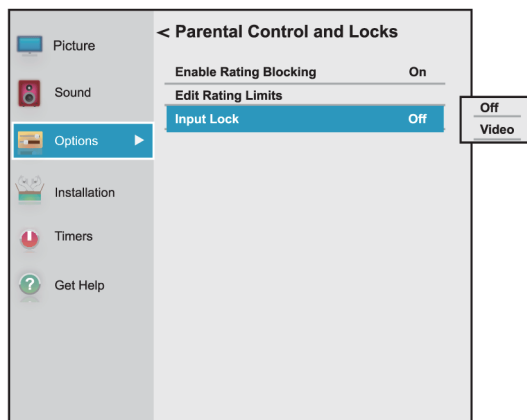 < Parental Control and Locks
Picture
Sound
Options
Installation
Timers
? Get Help
Enable Rating Blocking On
Edit Rating Limits
Input Lock Off
Off
Video